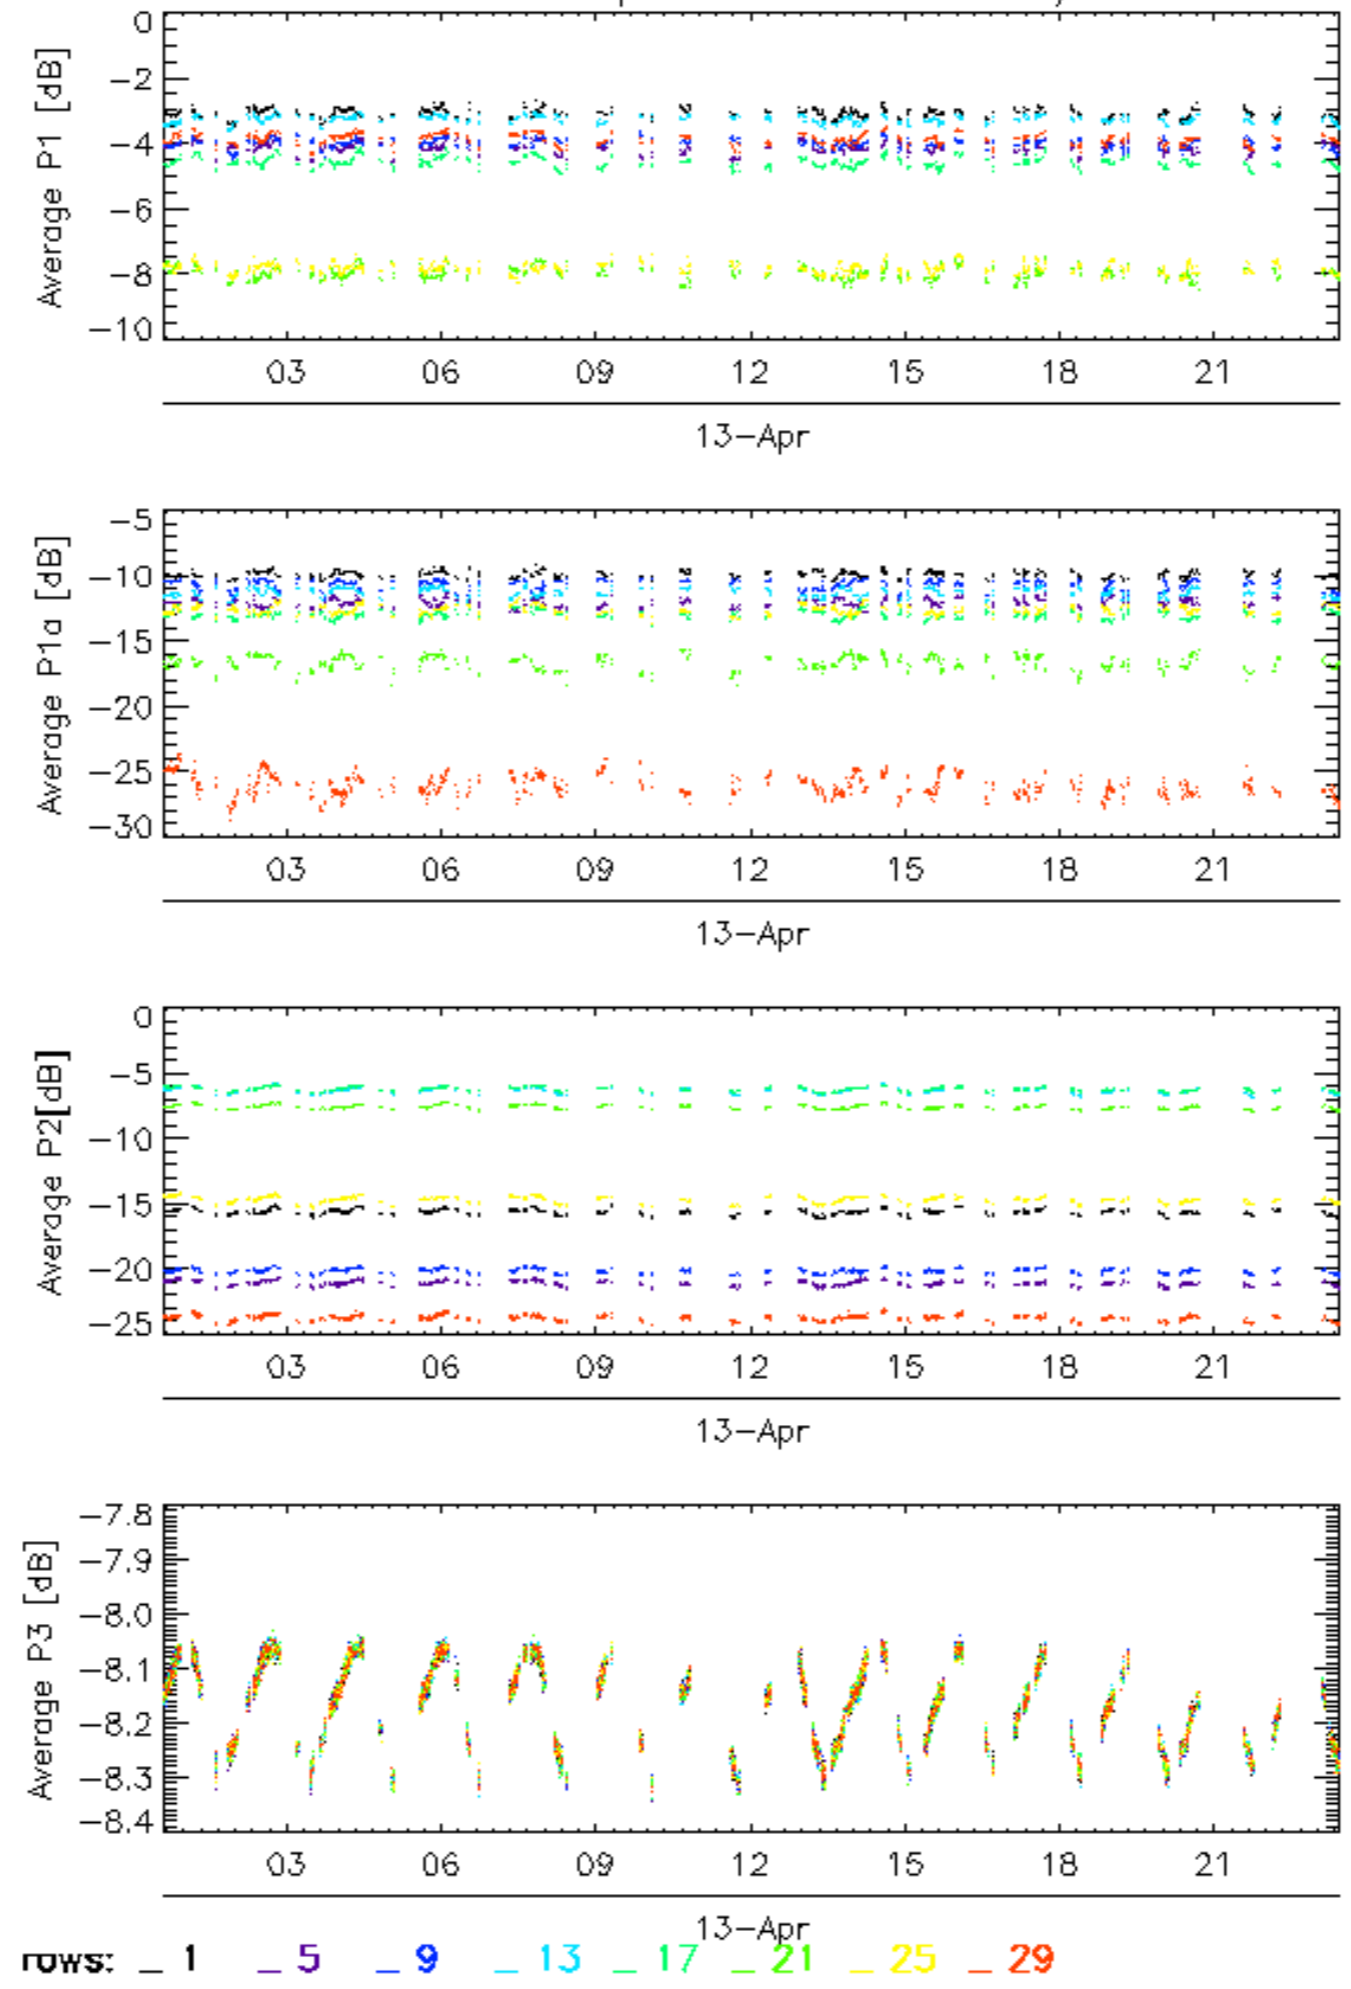 Average P1 [dB]
0
−2
−4
−6
−8
−10
03 06 09 12 15 18 21
13−Apr
Average P1a [dB]
−5
−10
−15
−20
−25
−30
03 06 09 12 15 18 21
13−Apr
Average P2[dB]
0
−5
−10
−15
−20
−25
03 06 09 12 15 18 21
13−Apr
Average P3 [dB]
−7.8
−7.9
−8.0
−8.1
−8.2
−8.3
−8.4
03 06 09 12 15 18 21
13−Apr
rows: _ 1 _ 5 _ 9 _ 13 _ 17 _ 21 _ 25 _ 29